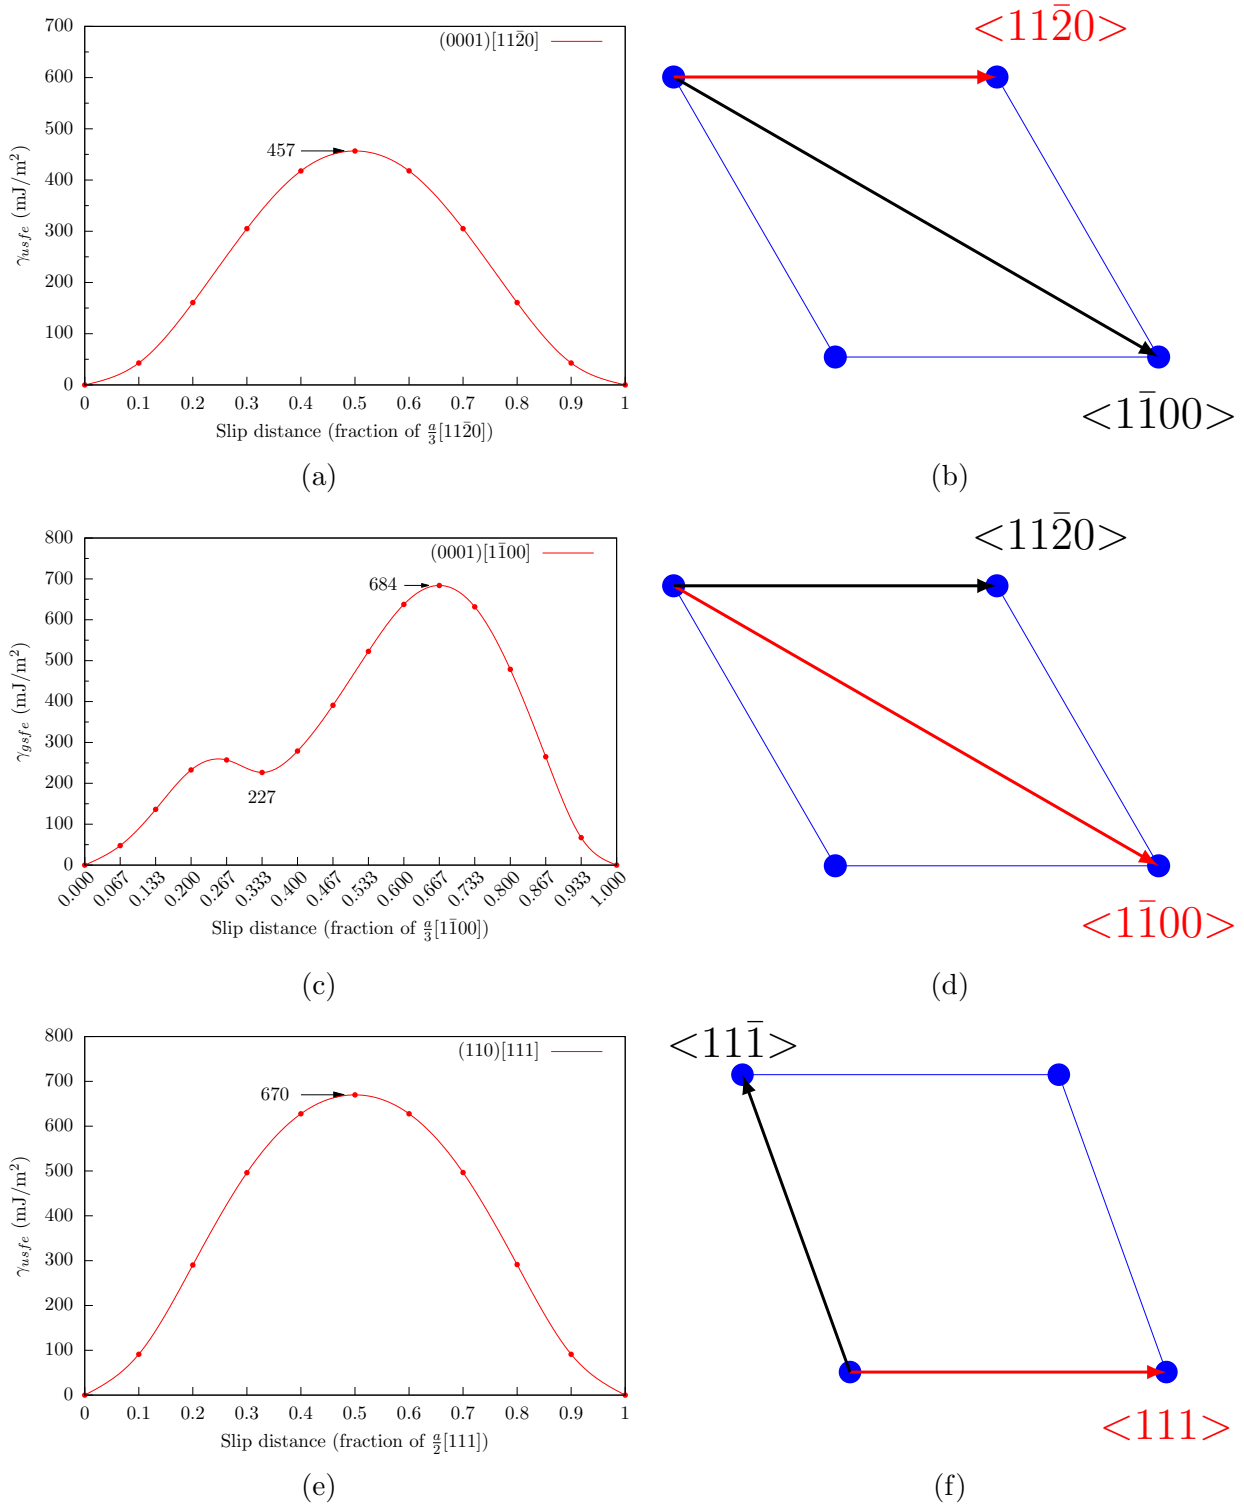 700
600
500
400
300
200
100
0
γ_usfe (mJ/m²)
(0001)[112̄0]
457
0 0.1 0.2 0.3 0.4 0.5 0.6 0.7 0.8 0.9 1
Slip distance (fraction of a/3[112̄0])
(a)
<112̄0>
<11̄00>
(b)
800
700
600
500
400
300
200
100
0
γ_gsfe (mJ/m²)
(0001)[11̄00]
684
227
0.000 0.067 0.133 0.200 0.267 0.333 0.400 0.467 0.533 0.600 0.667 0.733 0.800 0.867 0.933 1.000
Slip distance (fraction of a/3[11̄00])
(c)
<112̄0>
<11̄00>
(d)
800
700
600
500
400
300
200
100
0
γ_usfe (mJ/m²)
(110)[111]
670
0 0.1 0.2 0.3 0.4 0.5 0.6 0.7 0.8 0.9 1
Slip distance (fraction of a/2[111])
(e)
<111̄>
<111>
(f)